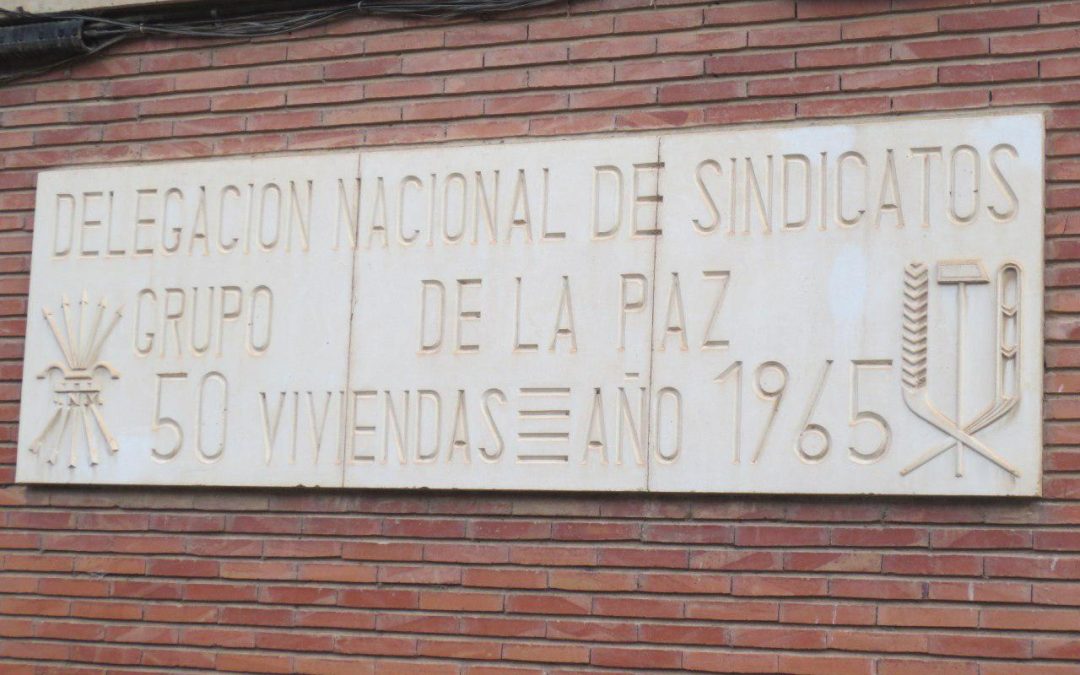 DELEGACION NACIONAL DE SINDICATOS
GRUPO DE LA PAZ
50 VIVIENDAS AÑO 1965